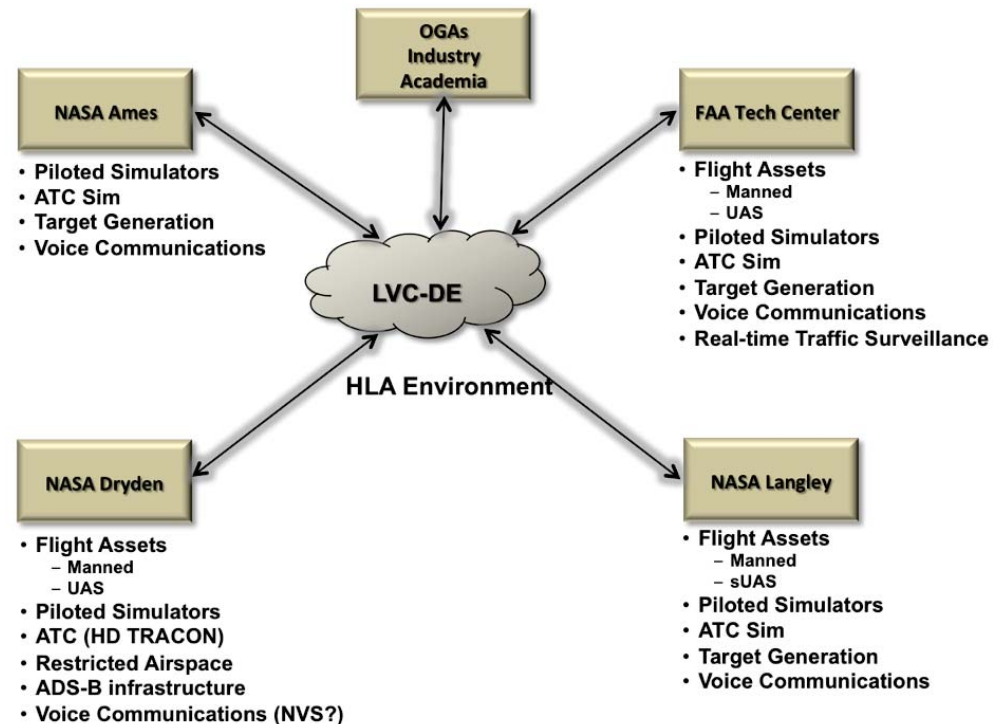 OGAs
Industry
Academia
NASA Ames
• Piloted Simulators
• ATC Sim
• Target Generation
• Voice Communications
FAA Tech Center
• Flight Assets
– Manned
– UAS
• Piloted Simulators
• ATC Sim
• Target Generation
• Voice Communications
• Real-time Traffic Surveillance
LVC-DE
HLA Environment
NASA Dryden
• Flight Assets
– Manned
– UAS
• Piloted Simulators
• ATC (HD TRACON)
• Restricted Airspace
• ADS-B infrastructure
• Voice Communications (NVS?)
NASA Langley
• Flight Assets
– Manned
– sUAS
• Piloted Simulators
• ATC Sim
• Target Generation
• Voice Communications